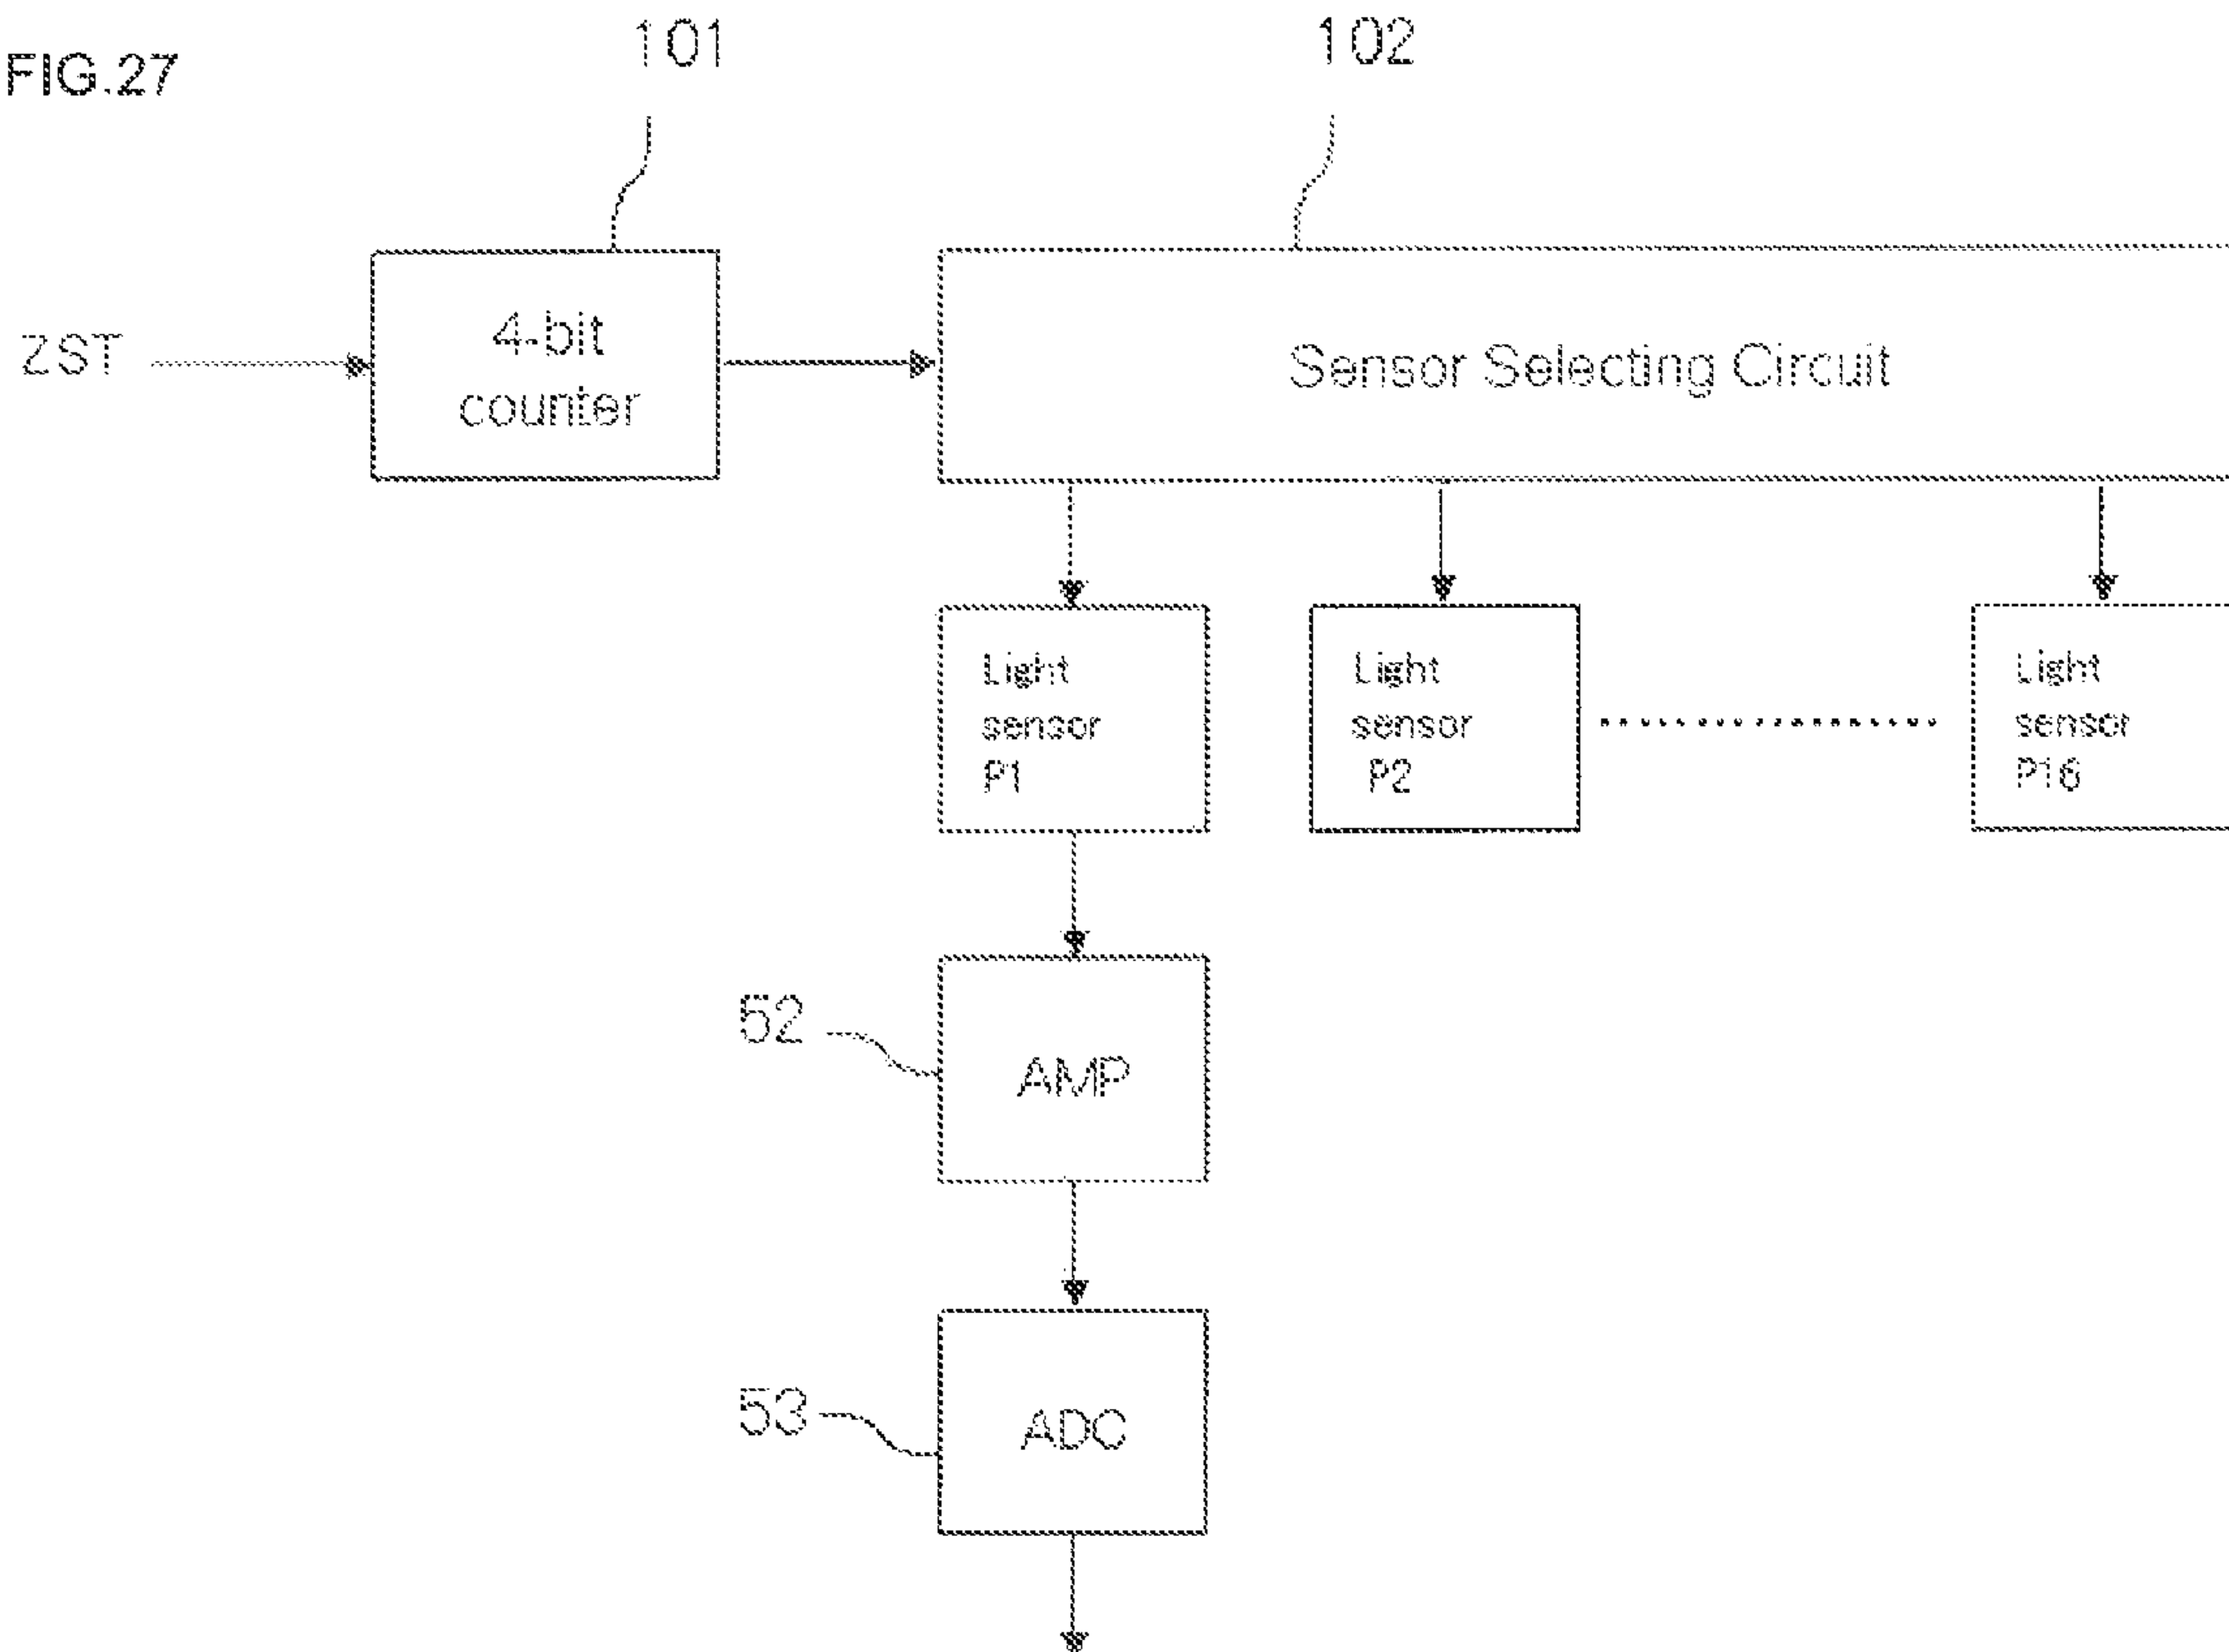 FIG.27
101
102
ZST
4-bit
counter
Sensor Selecting Circuit
Light
sensor
P1
Light
sensor
P2
Light
sensor
P16
52
AMP
53
ADC